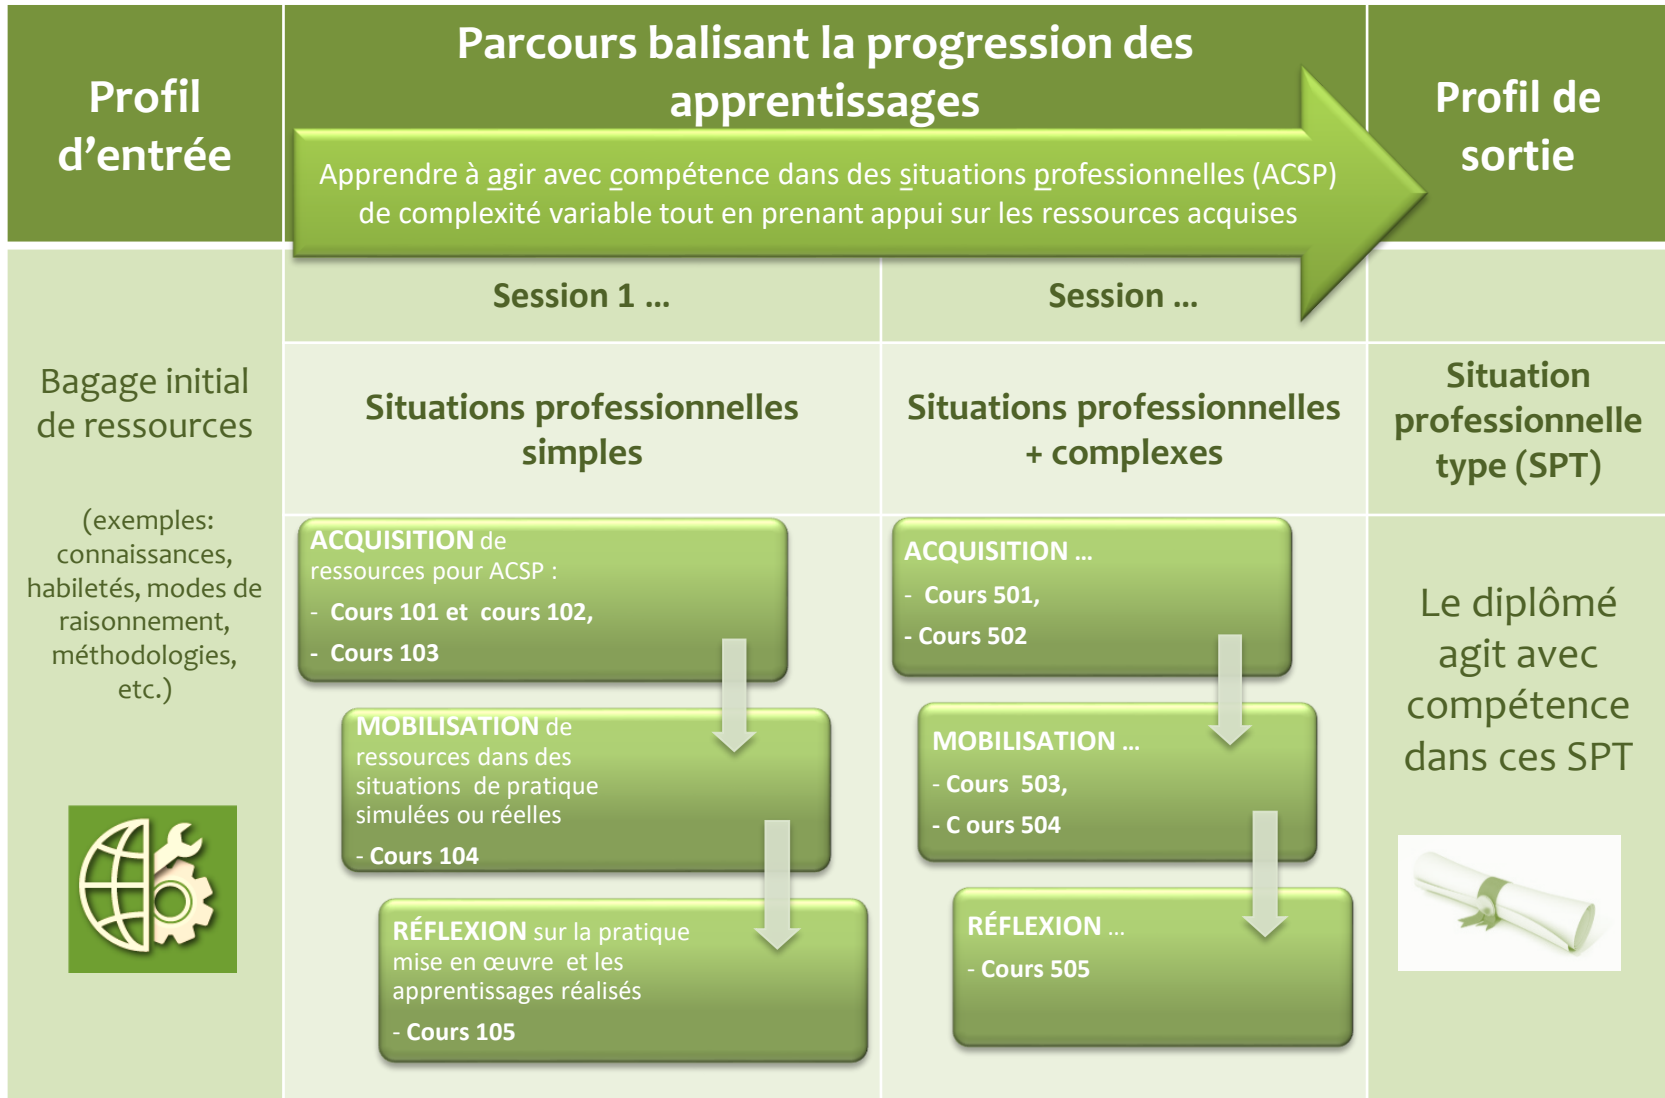 Profil
d'entrée
Parcours balisant la progression des
apprentissages
Apprendre à agir avec compétence dans des situations professionnelles (ACSP)
de complexité variable tout en prenant appui sur les ressources acquises
Profil de
sortie
Session 1 ...
Session ...
Bagage initial
de ressources
(exemples:
connaissances,
habiletés, modes de
raisonnement,
méthodologies,
etc.)
Situations professionnelles
simples
Situations professionnelles
+ complexes
Situation
professionnelle
type (SPT)
ACQUISITION de
ressources pour ACSP :
- Cours 101 et cours 102,
- Cours 103
MOBILISATION de
ressources dans des
situations de pratique
simulées ou réelles
- Cours 104
RÉFLEXION sur la pratique
mise en œuvre et les
apprentissages réalisés
- Cours 105
ACQUISITION ...
- Cours 501,
- Cours 502
MOBILISATION ...
- Cours 503,
- C ours 504
RÉFLEXION ...
- Cours 505
Le diplômé
agit avec
compétence
dans ces SPT